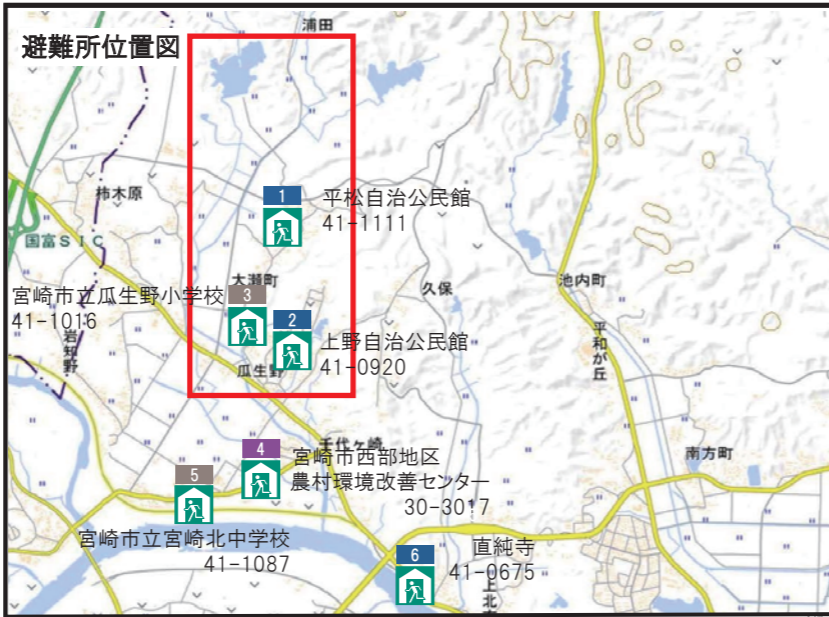 避難所位置図
浦田
柿木原
国富ＳＩＣ
1
平松自治公民館
41-1111
大瀬町
久保
池内町
宮崎市立瓜生野小学校
41-1016
3
2
上野自治公民館
41-0920
岩知野
瓜生野
平和が丘
千代ヶ崎
4
宮崎市西部地区
農村環境改善センター
30-3017
南方町
5
宮崎市立宮崎北中学校
41-1087
6
直純寺
41-0675
上北